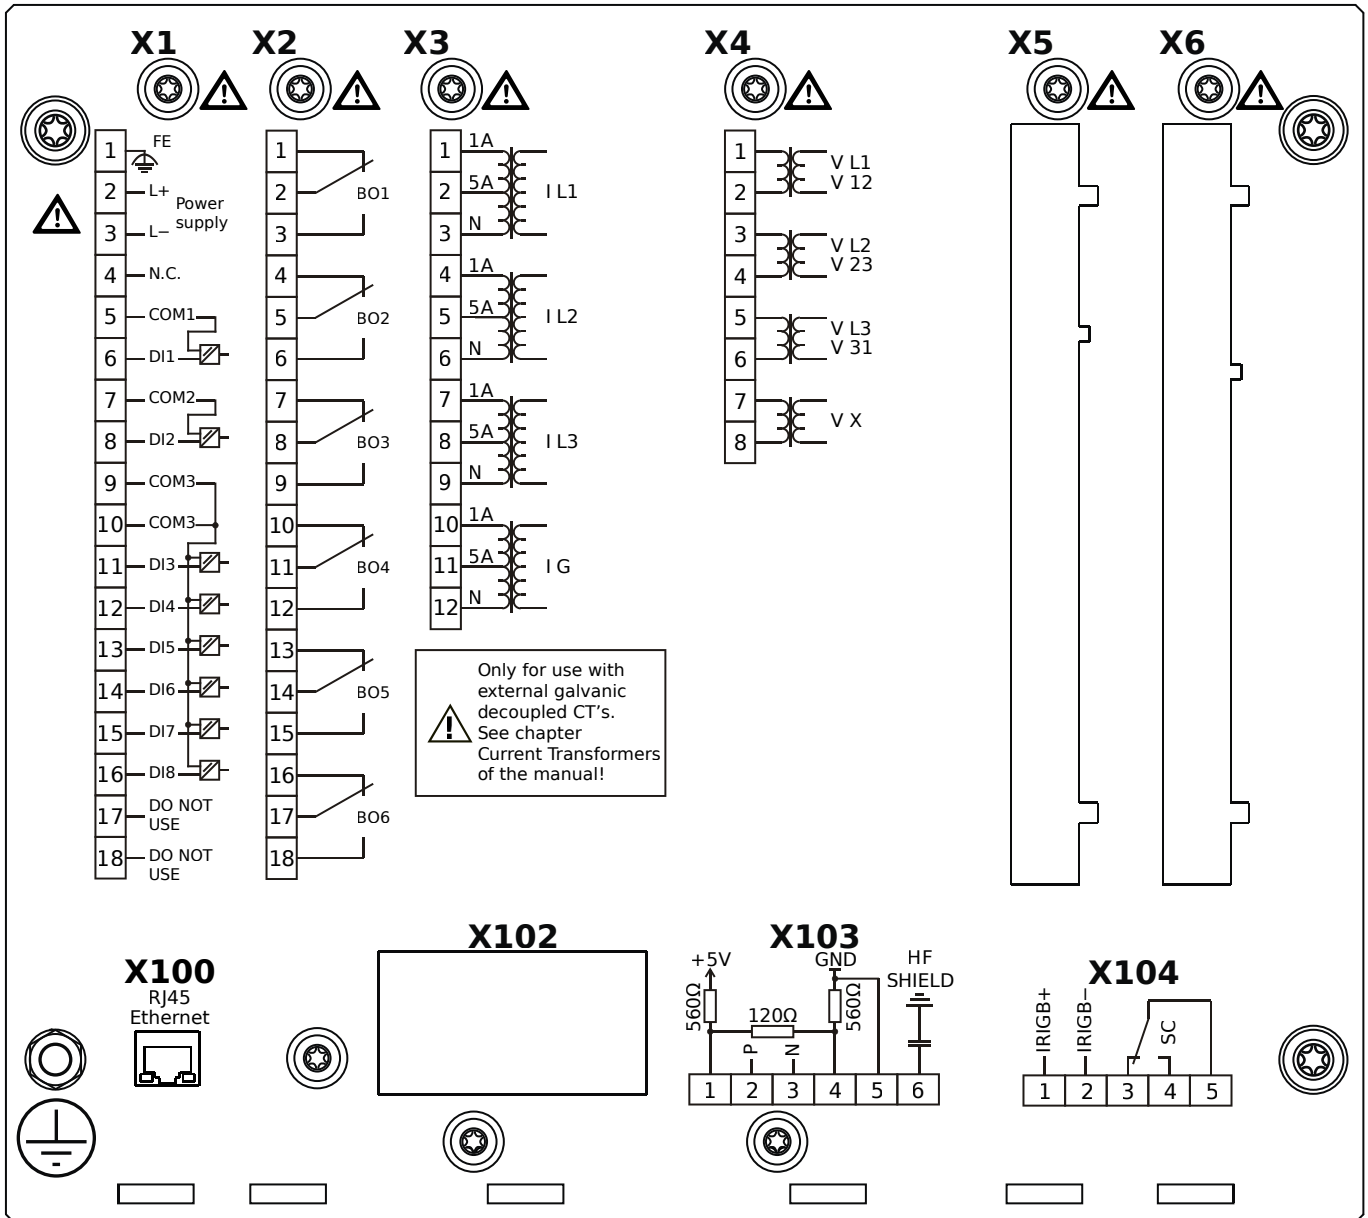 X1
X2
X3
X4
X5
X6
1
FE
2
L+
Power
supply
3
L−
4
N.C.
5
COM1
6
DI1
7
COM2
8
DI2
9
COM3
10
COM3
11
DI3
12
DI4
13
DI5
14
DI6
15
DI7
16
DI8
17
DO NOT
USE
18
DO NOT
USE
1
2
BO1
3
4
5
BO2
6
7
8
BO3
9
10
11
BO4
12
13
14
BO5
15
16
17
BO6
18
1
1A
2
5A
I L1
3
N
4
1A
5
5A
I L2
6
N
7
1A
8
5A
I L3
9
N
10
1A
11
5A
I G
12
N
Only for use with
external galvanic
decoupled CT's.
See chapter
Current Transformers
of the manual!
1
V L1
2
V 12
3
V L2
V 23
4
5
V L3
V 31
6
7
V X
8
X100
RJ45
Ethernet
X102
X103
+5V
GND
HF
SHIELD
560Ω
120Ω
560Ω
P
N
1 2 3 4 5 6
X104
IRIGB+
IRIGB−
SC
1 2 3 4 5